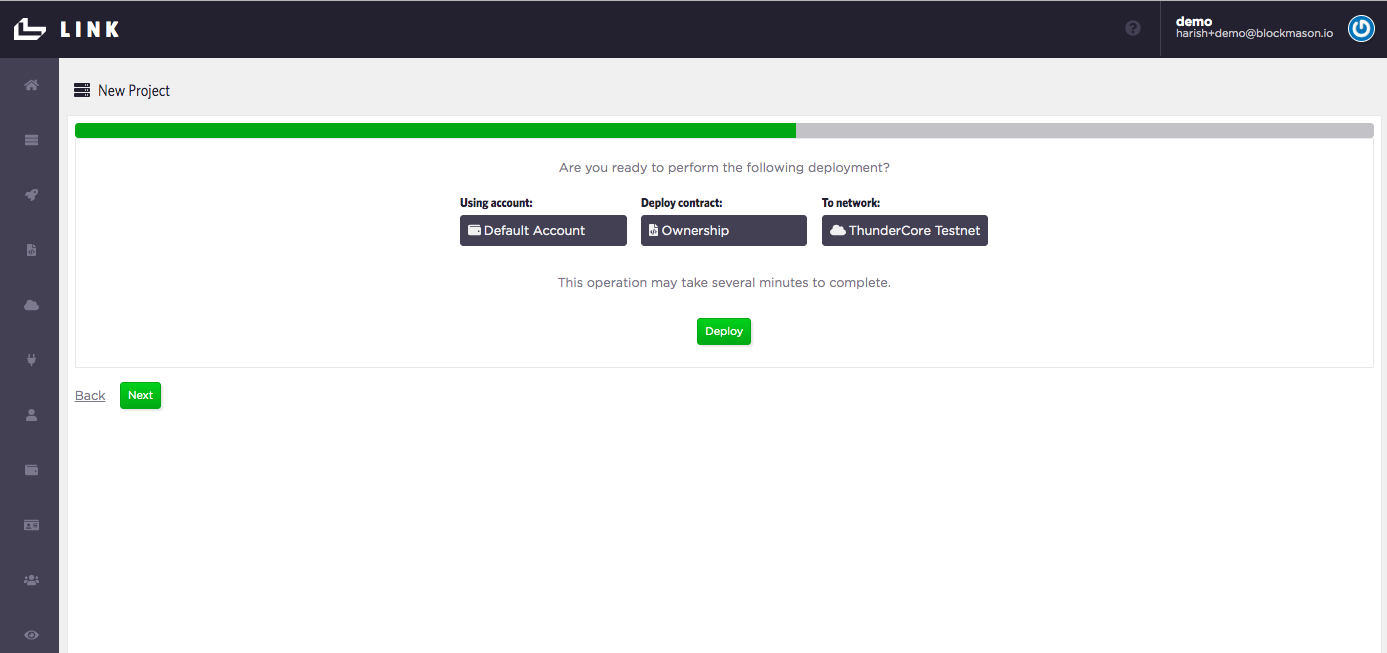 LINK
demo
harish+demo@blockmason.io
New Project
Are you ready to perform the following deployment?
Using account: Deploy contract: To network:
Default Account Ownership ThunderCore Testnet
This operation may take several minutes to complete.
Deploy
Back Next